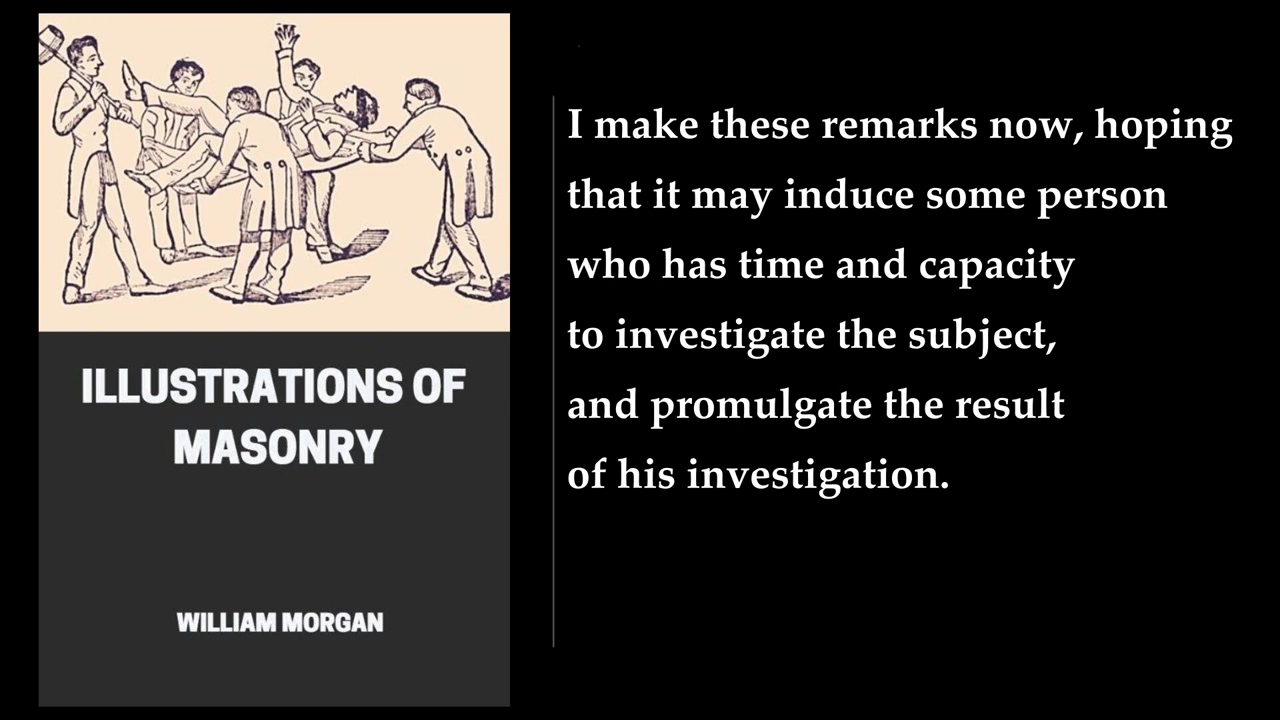 ILLUSTRATIONS OF
MASONRY
WILLIAM MORGAN
I make these remarks now, hoping
that it may induce some person
who has time and capacity
to investigate the subject,
and promulgate the result
of his investigation.